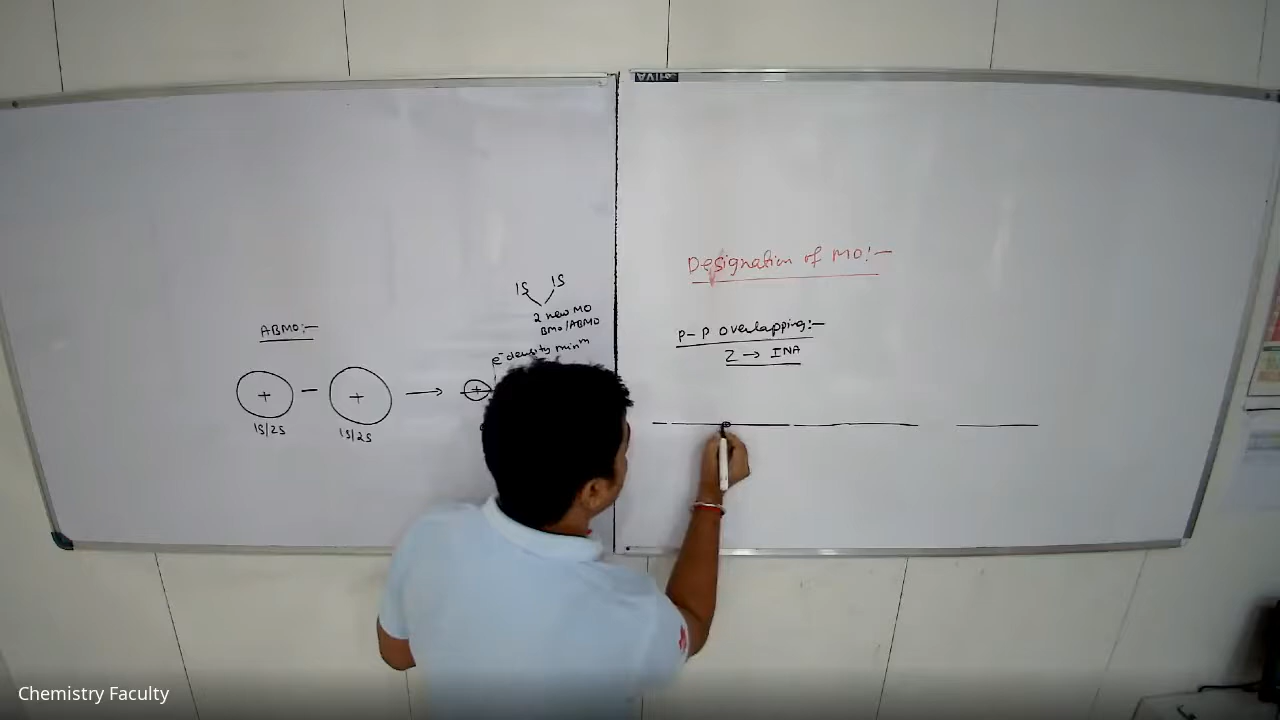 ABMO:-
+ - + →
1S/2S 1S/2S
1S 1S
2 new MO
BMO/ABMO
e⁻ density minᵐ
+
Designation of MO:-
P-P Overlapping:-
Z → INA
Chemistry Faculty